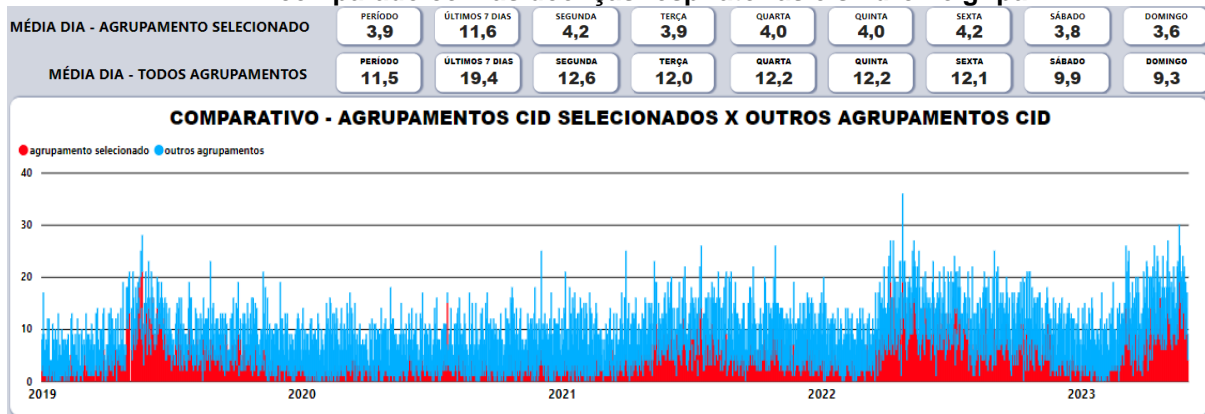 MÉDIA DIA - AGRUPAMENTO SELECIONADO
PERÍODO ÚLTIMOS 7 DIAS SEGUNDA TERÇA QUARTA QUINTA SEXTA SÁBADO DOMINGO
3,9 11,6 4,2 3,9 4,0 4,0 4,2 3,8 3,6
MÉDIA DIA - TODOS AGRUPAMENTOS
PERÍODO ÚLTIMOS 7 DIAS SEGUNDA TERÇA QUARTA QUINTA SEXTA SÁBADO DOMINGO
11,5 19,4 12,6 12,0 12,2 12,2 12,1 9,9 9,3
COMPARATIVO - AGRUPAMENTOS CID SELECIONADOS X OUTROS AGRUPAMENTOS CID
agrupamento selecionado outros agrupamentos
40
30
20
10
0
2019 2020 2021 2022 2023